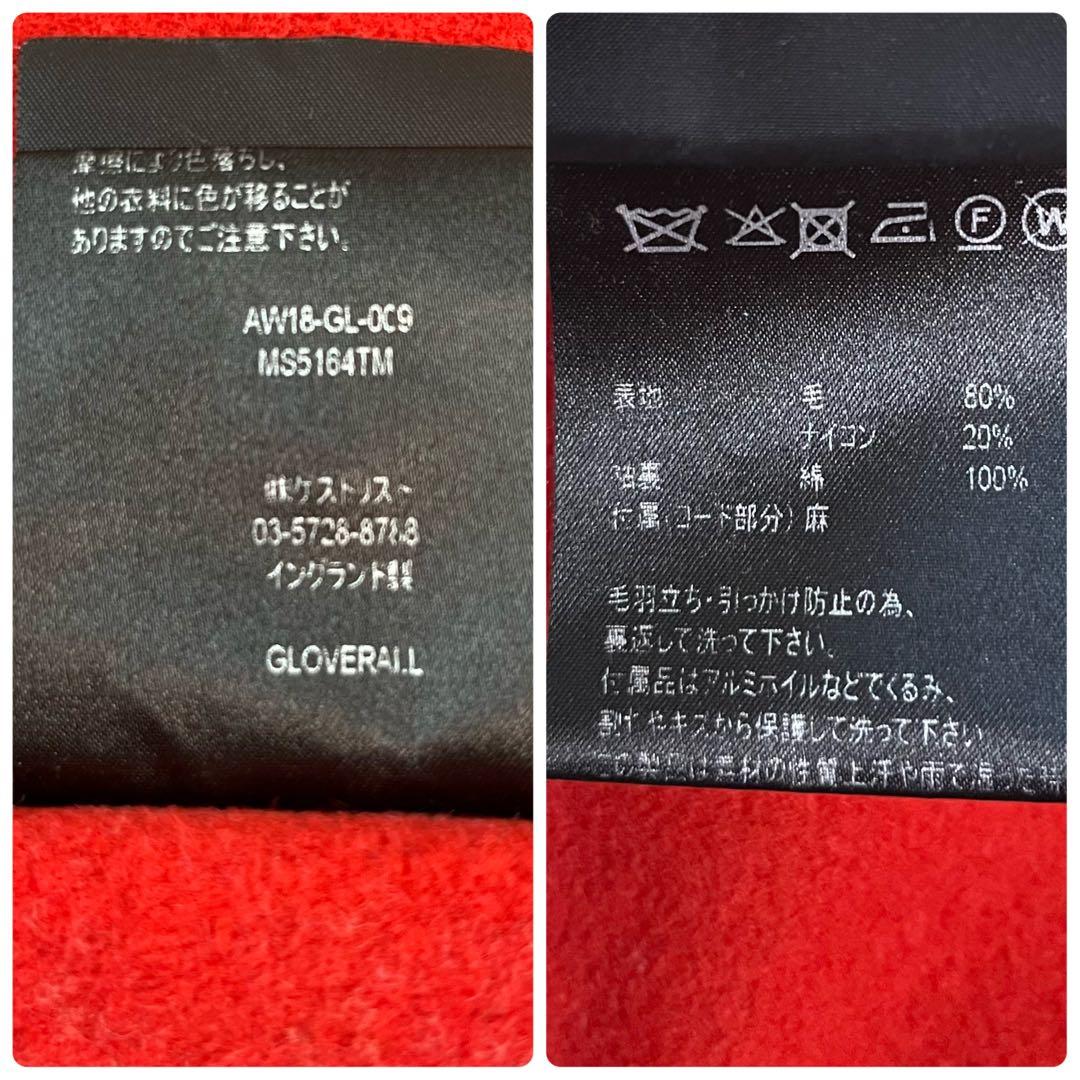 摩擦により色落ちし、
他の衣料に色が移ることが
ありますのでご注意下さい。
AW18-GL-009
MS5164TM
㈱ケストリスト
03-5728-8788
イングランド製
GLOVERALL
F W
表地 毛 80%
ナイロン 20%
袖裏 綿 100%
付属(コード部分) 麻
毛羽立ち・引っかけ防止の為、
裏返して洗って下さい。
付属品はアルミホイルなどでくるみ、
割れやキズから保護して洗って下さい